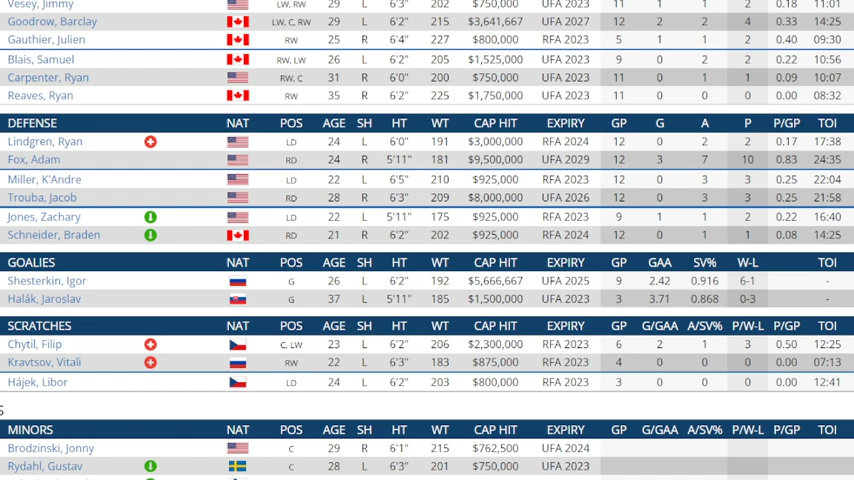 Vesey, Jimmy LW, RW 29 L 6'2" 202 $750,000 UFA 2023 11 1 1 2 0.18 11:01
Goodrow, Barclay LW, C, RW 29 L 6'2" 215 $3,641,667 UFA 2027 12 2 2 4 0.33 14:25
Gauthier, Julien RW 25 R 6'4" 227 $800,000 RFA 2023 5 1 1 2 0.40 09:30
Blais, Samuel RW, LW 26 L 6'2" 205 $1,525,000 UFA 2023 9 0 2 2 0.22 10:56
Carpenter, Ryan RW, C 31 R 6'0" 200 $750,000 UFA 2023 11 0 1 1 0.09 10:07
Reaves, Ryan RW 35 R 6'2" 225 $1,750,000 UFA 2023 11 0 0 0 0.00 08:32
DEFENSE NAT POS AGE SH HT WT CAP HIT EXPIRY GP G A P P/GP TOI
Lindgren, Ryan LD 24 L 6'0" 191 $3,000,000 RFA 2024 12 0 2 2 0.17 17:38
Fox, Adam RD 24 R 5'11" 181 $9,500,000 UFA 2029 12 3 7 10 0.83 24:35
Miller, K'Andre LD 22 L 6'5" 210 $925,000 RFA 2023 12 0 3 3 0.25 22:04
Trouba, Jacob RD 28 R 6'3" 209 $8,000,000 UFA 2026 12 0 3 3 0.25 21:58
Jones, Zachary LD 22 L 5'11" 175 $925,000 RFA 2023 9 1 1 2 0.22 16:40
Schneider, Braden RD 21 R 6'2" 202 $925,000 RFA 2024 12 0 1 1 0.08 14:25
GOALIES NAT POS AGE SH HT WT CAP HIT EXPIRY GP GAA SV% W-L TOI
Shesterkin, Igor G 26 L 6'2" 192 $5,666,667 UFA 2025 9 2.42 0.916 6-1 -
Halák, Jaroslav G 37 L 5'11" 185 $1,500,000 UFA 2023 3 3.71 0.868 0-3 -
SCRATCHES NAT POS AGE SH HT WT CAP HIT EXPIRY GP G/GAA A/SV% P/W-L P/GP TOI
Chytil, Filip C, LW 23 L 6'2" 206 $2,300,000 RFA 2023 6 2 1 3 0.50 12:25
Kravtsov, Vitali RW 22 L 6'3" 183 $875,000 RFA 2023 4 0 0 0 0.00 07:13
Hájek, Libor LD 24 L 6'2" 203 $800,000 RFA 2023 3 0 0 0 0.00 12:41
S
MINORS NAT POS AGE SH HT WT CAP HIT EXPIRY GP G/GAA A/SV% P/W-L P/GP TOI
Brodzinski, Jonny C 29 R 6'1" 215 $762,500 UFA 2024
Rydahl, Gustav C 28 L 6'3" 201 $750,000 UFA 2023